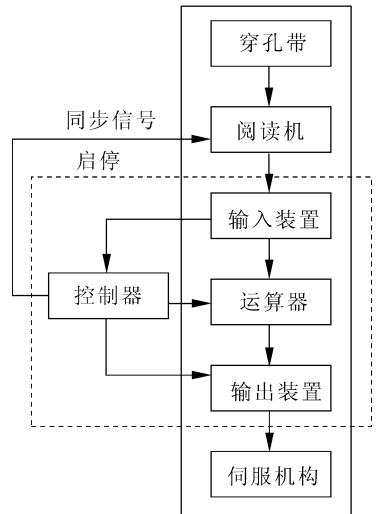 穿孔带
同步信号
阅读机
启停
输入装置
控制器
运算器
输出装置
伺服机构